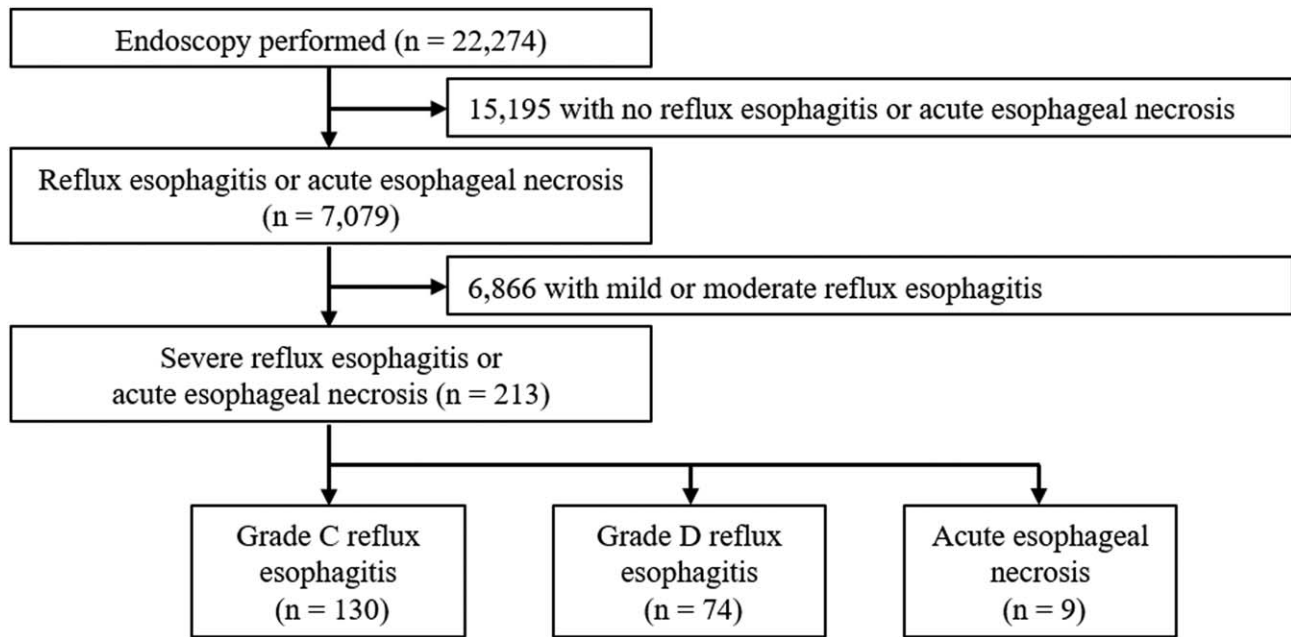 Endoscopy performed (n = 22,274)
15,195 with no reflux esophagitis or acute esophageal necrosis
Reflux esophagitis or acute esophageal necrosis
(n = 7,079)
6,866 with mild or moderate reflux esophagitis
Severe reflux esophagitis or
acute esophageal necrosis (n = 213)
Grade C reflux
esophagitis
(n = 130)
Grade D reflux
esophagitis
(n = 74)
Acute esophageal
necrosis
(n = 9)